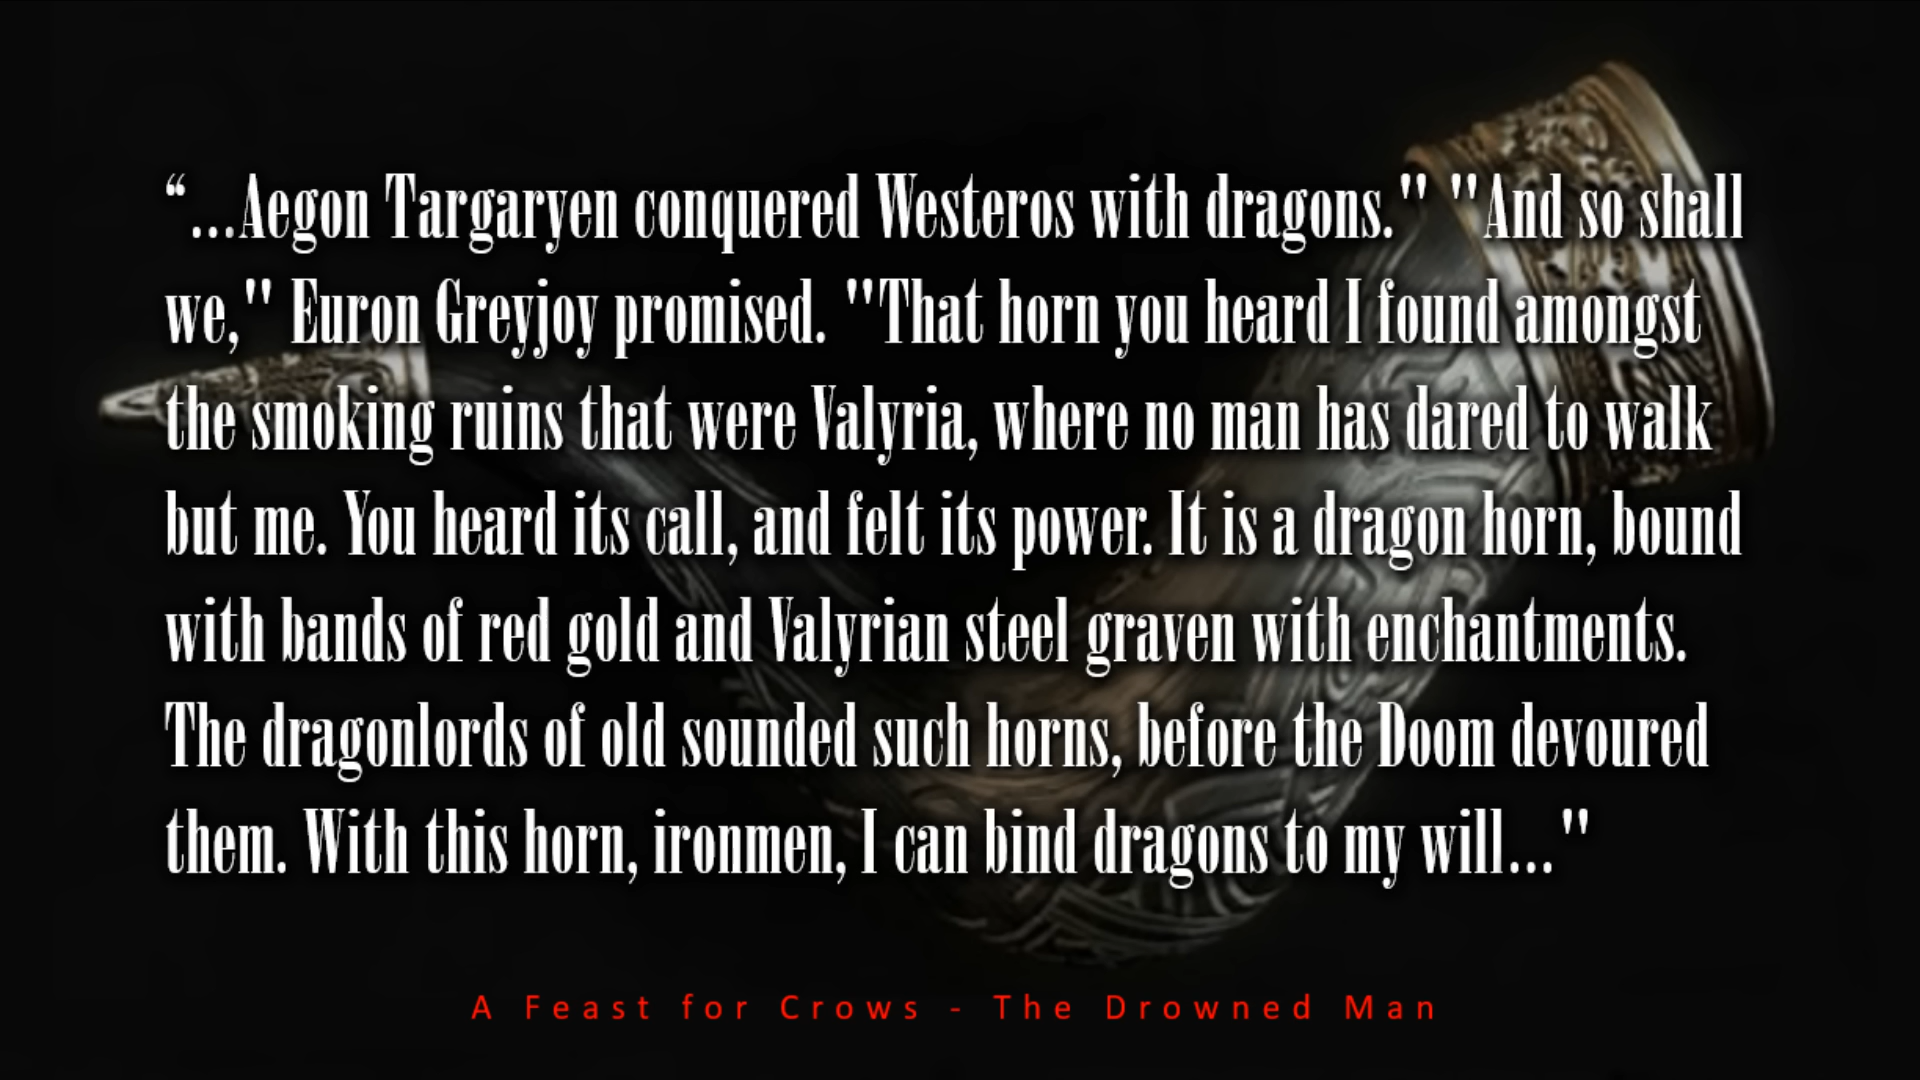 “...Aegon Targaryen conquered Westeros with dragons." "And so shall
we," Euron Greyjoy promised. "That horn you heard I found amongst
the smoking ruins that were Valyria, where no man has dared to walk
but me. You heard its call, and felt its power. It is a dragon horn, bound
with bands of red gold and Valyrian steel graven with enchantments.
The dragonlords of old sounded such horns, before the Doom devoured
them. With this horn, ironmen, I can bind dragons to my will..."
A Feast for Crows - The Drowned Man